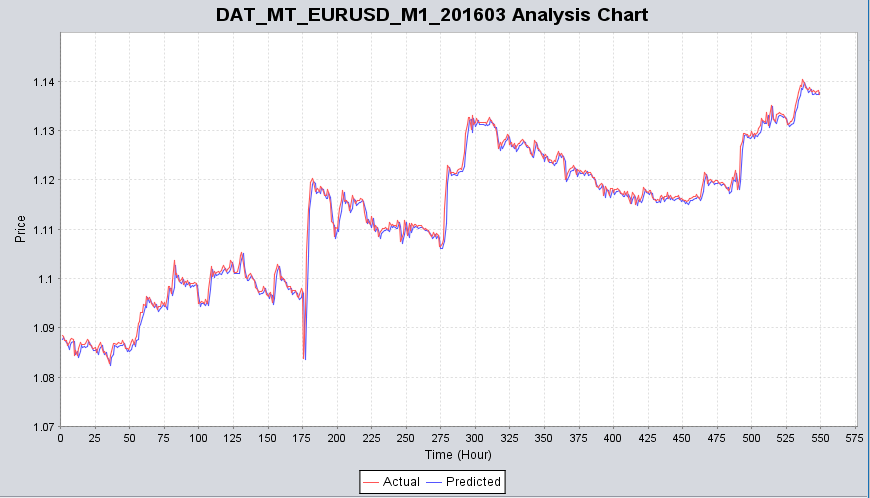 DAT_MT_EURUSD_M1_201603 Analysis Chart
Price
1.14
1.13
1.12
1.11
1.1
1.09
1.08
1.07
0 25 50 75 100 125 150 175 200 225 250 275 300 325 350 375 400 425 450 475 500 525 550 575
Time (Hour)
Actual Predicted